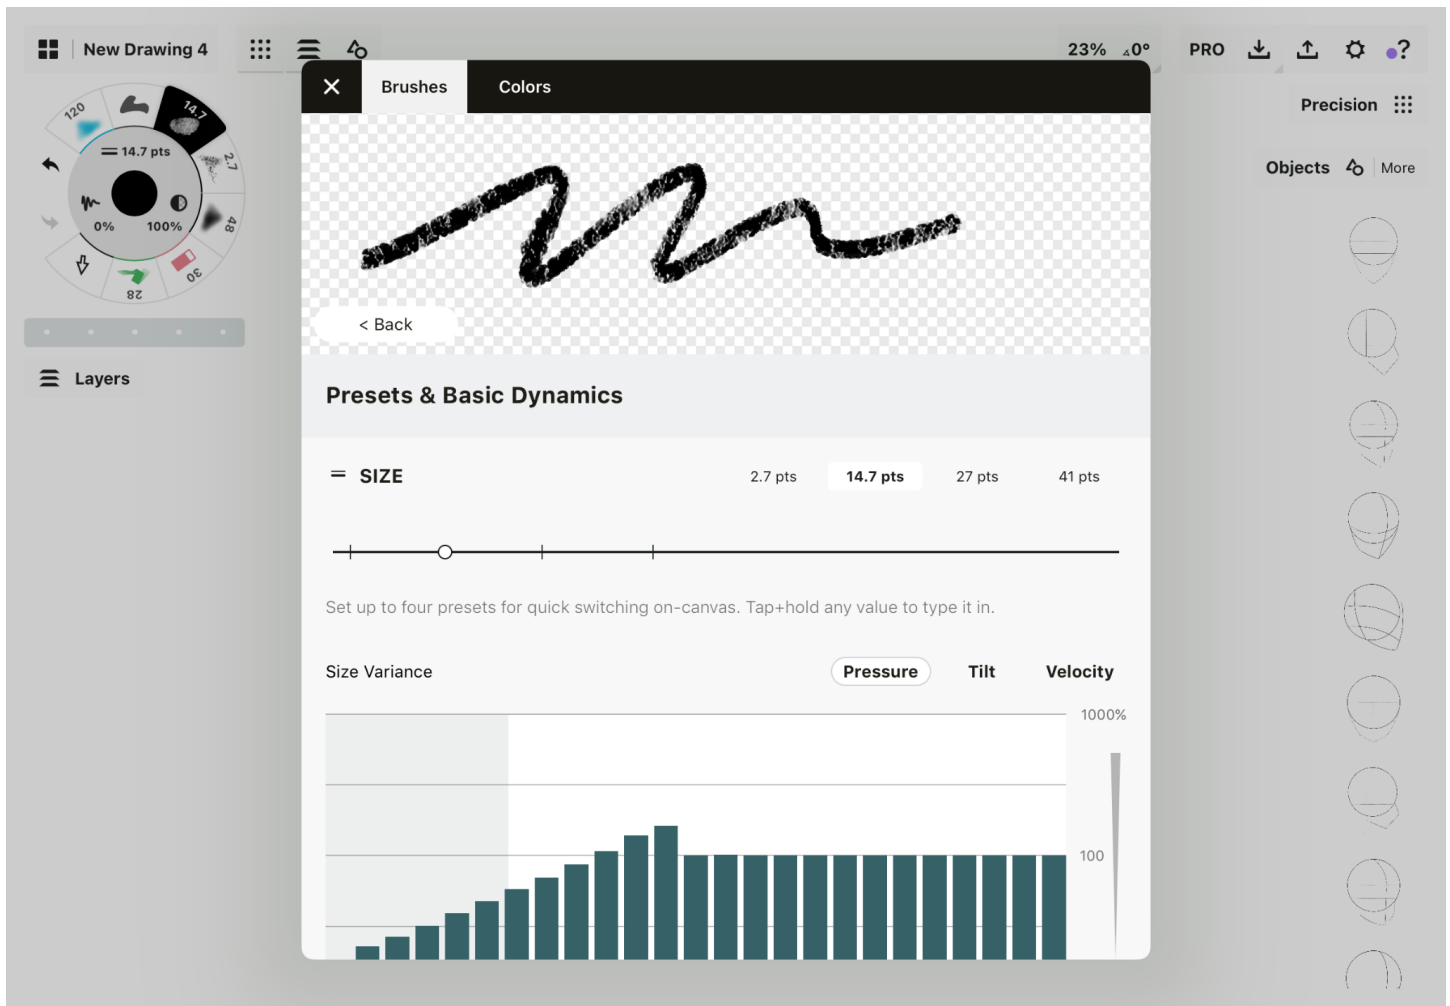 New Drawing 4
23% ⊿0°
PRO
?
Precision
Objects
More
120
14.7
2.7
48
30
28
14.7 pts
0%
100%
Layers
Brushes
Colors
< Back
Presets & Basic Dynamics
SIZE
2.7 pts
14.7 pts
27 pts
41 pts
Set up to four presets for quick switching on-canvas. Tap+hold any value to type it in.
Size Variance
Pressure
Tilt
Velocity
1000%
100